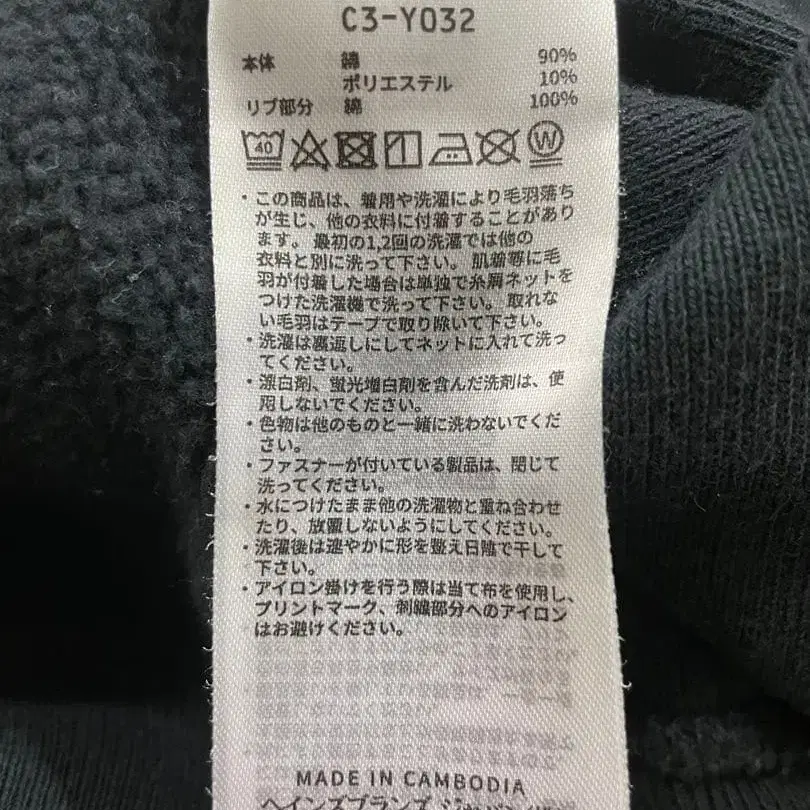 C3-Y032
本体 綿 90%
ポリエステル 10%
リブ部分 綿 100%
40 W
・この商品は、着用や洗濯により毛羽落ち
が生じ、他の衣料に付着することがあり
ます。最初の1,2回の洗濯では他の
衣料と別に洗って下さい。肌着等に毛
羽が付着した場合は単独で糸屑ネットを
つけた洗濯機で洗って下さい。取れな
い毛羽はテープで取り除いて下さい。
・洗濯は裏返しにしてネットに入れて洗っ
てください。
・漂白剤、蛍光増白剤を含んだ洗剤は、使
用しないでください。
・色物は他のものと一緒に洗わないでくだ
さい。
・ファスナーが付いている製品は、閉じて
洗ってください。
・水につけたまま他の洗濯物と重ね合わせ
たり、放置しないようにしてください。
・洗濯後は速やかに形を整え日陰で干して
下さい。
・アイロン掛けを行う際は当て布を使用し、
プリントマーク、刺繍部分へのアイロン
はお避けください。
MADE IN CAMBODIA
ヘインズブランズ ジャパン